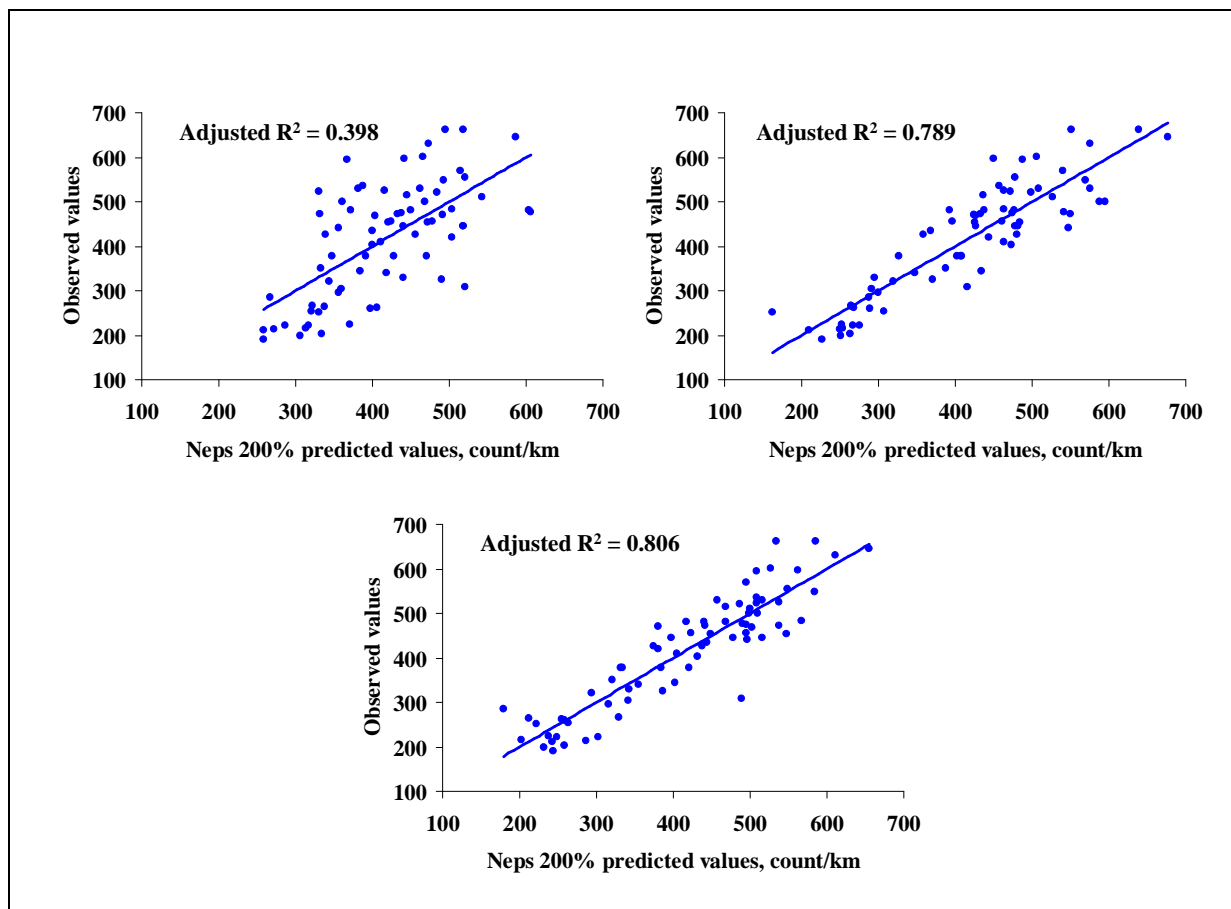 Adjusted R² = 0.398
Observed values
700
600
500
400
300
200
100
100 200 300 400 500 600 700
Neps 200% predicted values, count/km
Adjusted R² = 0.789
Observed values
700
600
500
400
300
200
100
100 200 300 400 500 600 700
Neps 200% predicted values, count/km
Adjusted R² = 0.806
Observed values
700
600
500
400
300
200
100
100 200 300 400 500 600 700
Neps 200% predicted values, count/km